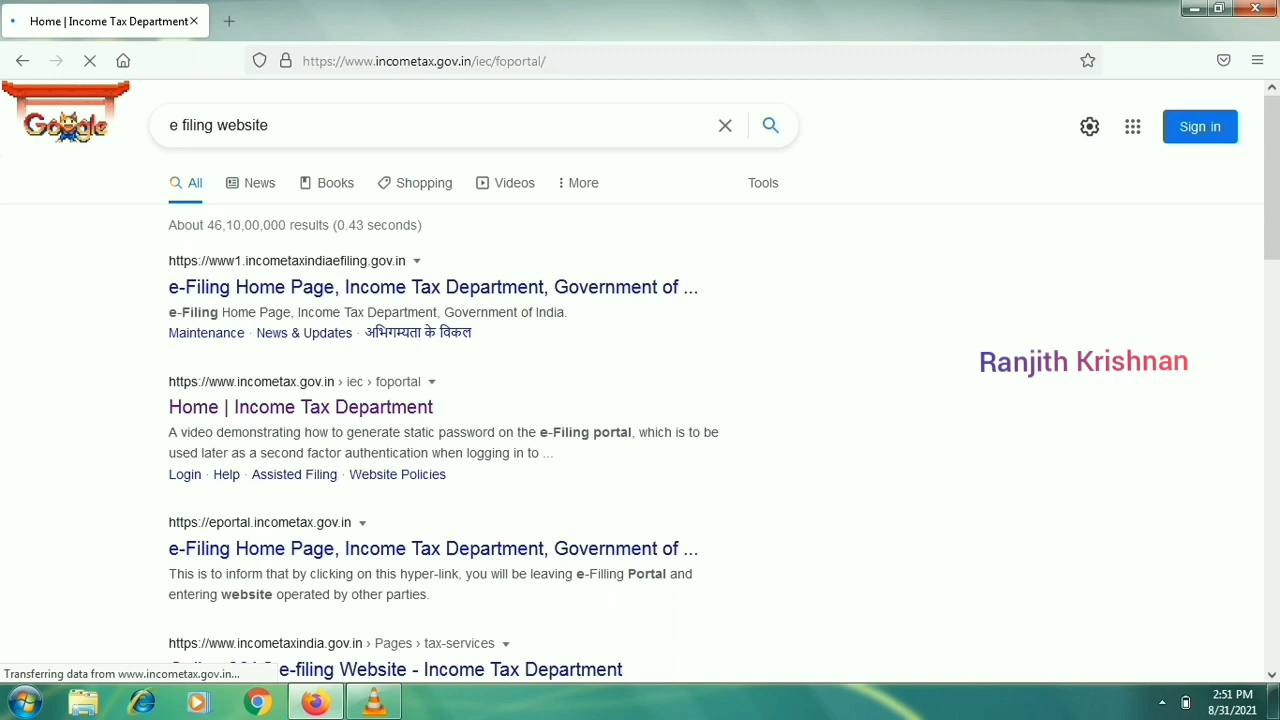 Home | Income Tax Department
https://www.incometax.gov.in/iec/foportal/
Google
e filing website
Sign in
All News Books Shopping Videos More Tools
About 46,10,00,000 results (0.43 seconds)
https://www1.incometaxindiaefiling.gov.in
e-Filing Home Page, Income Tax Department, Government of ...
e-Filing Home Page, Income Tax Department, Government of India.
Maintenance · News & Updates · अभिगम्यता के विकल
Ranjith Krishnan
https://www.incometax.gov.in › iec › foportal
Home | Income Tax Department
A video demonstrating how to generate static password on the e-Filing portal, which is to be
used later as a second factor authentication when logging in to ...
Login · Help · Assisted Filing · Website Policies
https://eportal.incometax.gov.in
e-Filing Home Page, Income Tax Department, Government of ...
This is to inform that by clicking on this hyper-link, you will be leaving e-Filling Portal and
entering website operated by other parties.
https://www.incometaxindia.gov.in › Pages › tax-services
e-filing Website - Income Tax Department
Transferring data from www.incometax.gov.in...
2:51 PM
8/31/2021